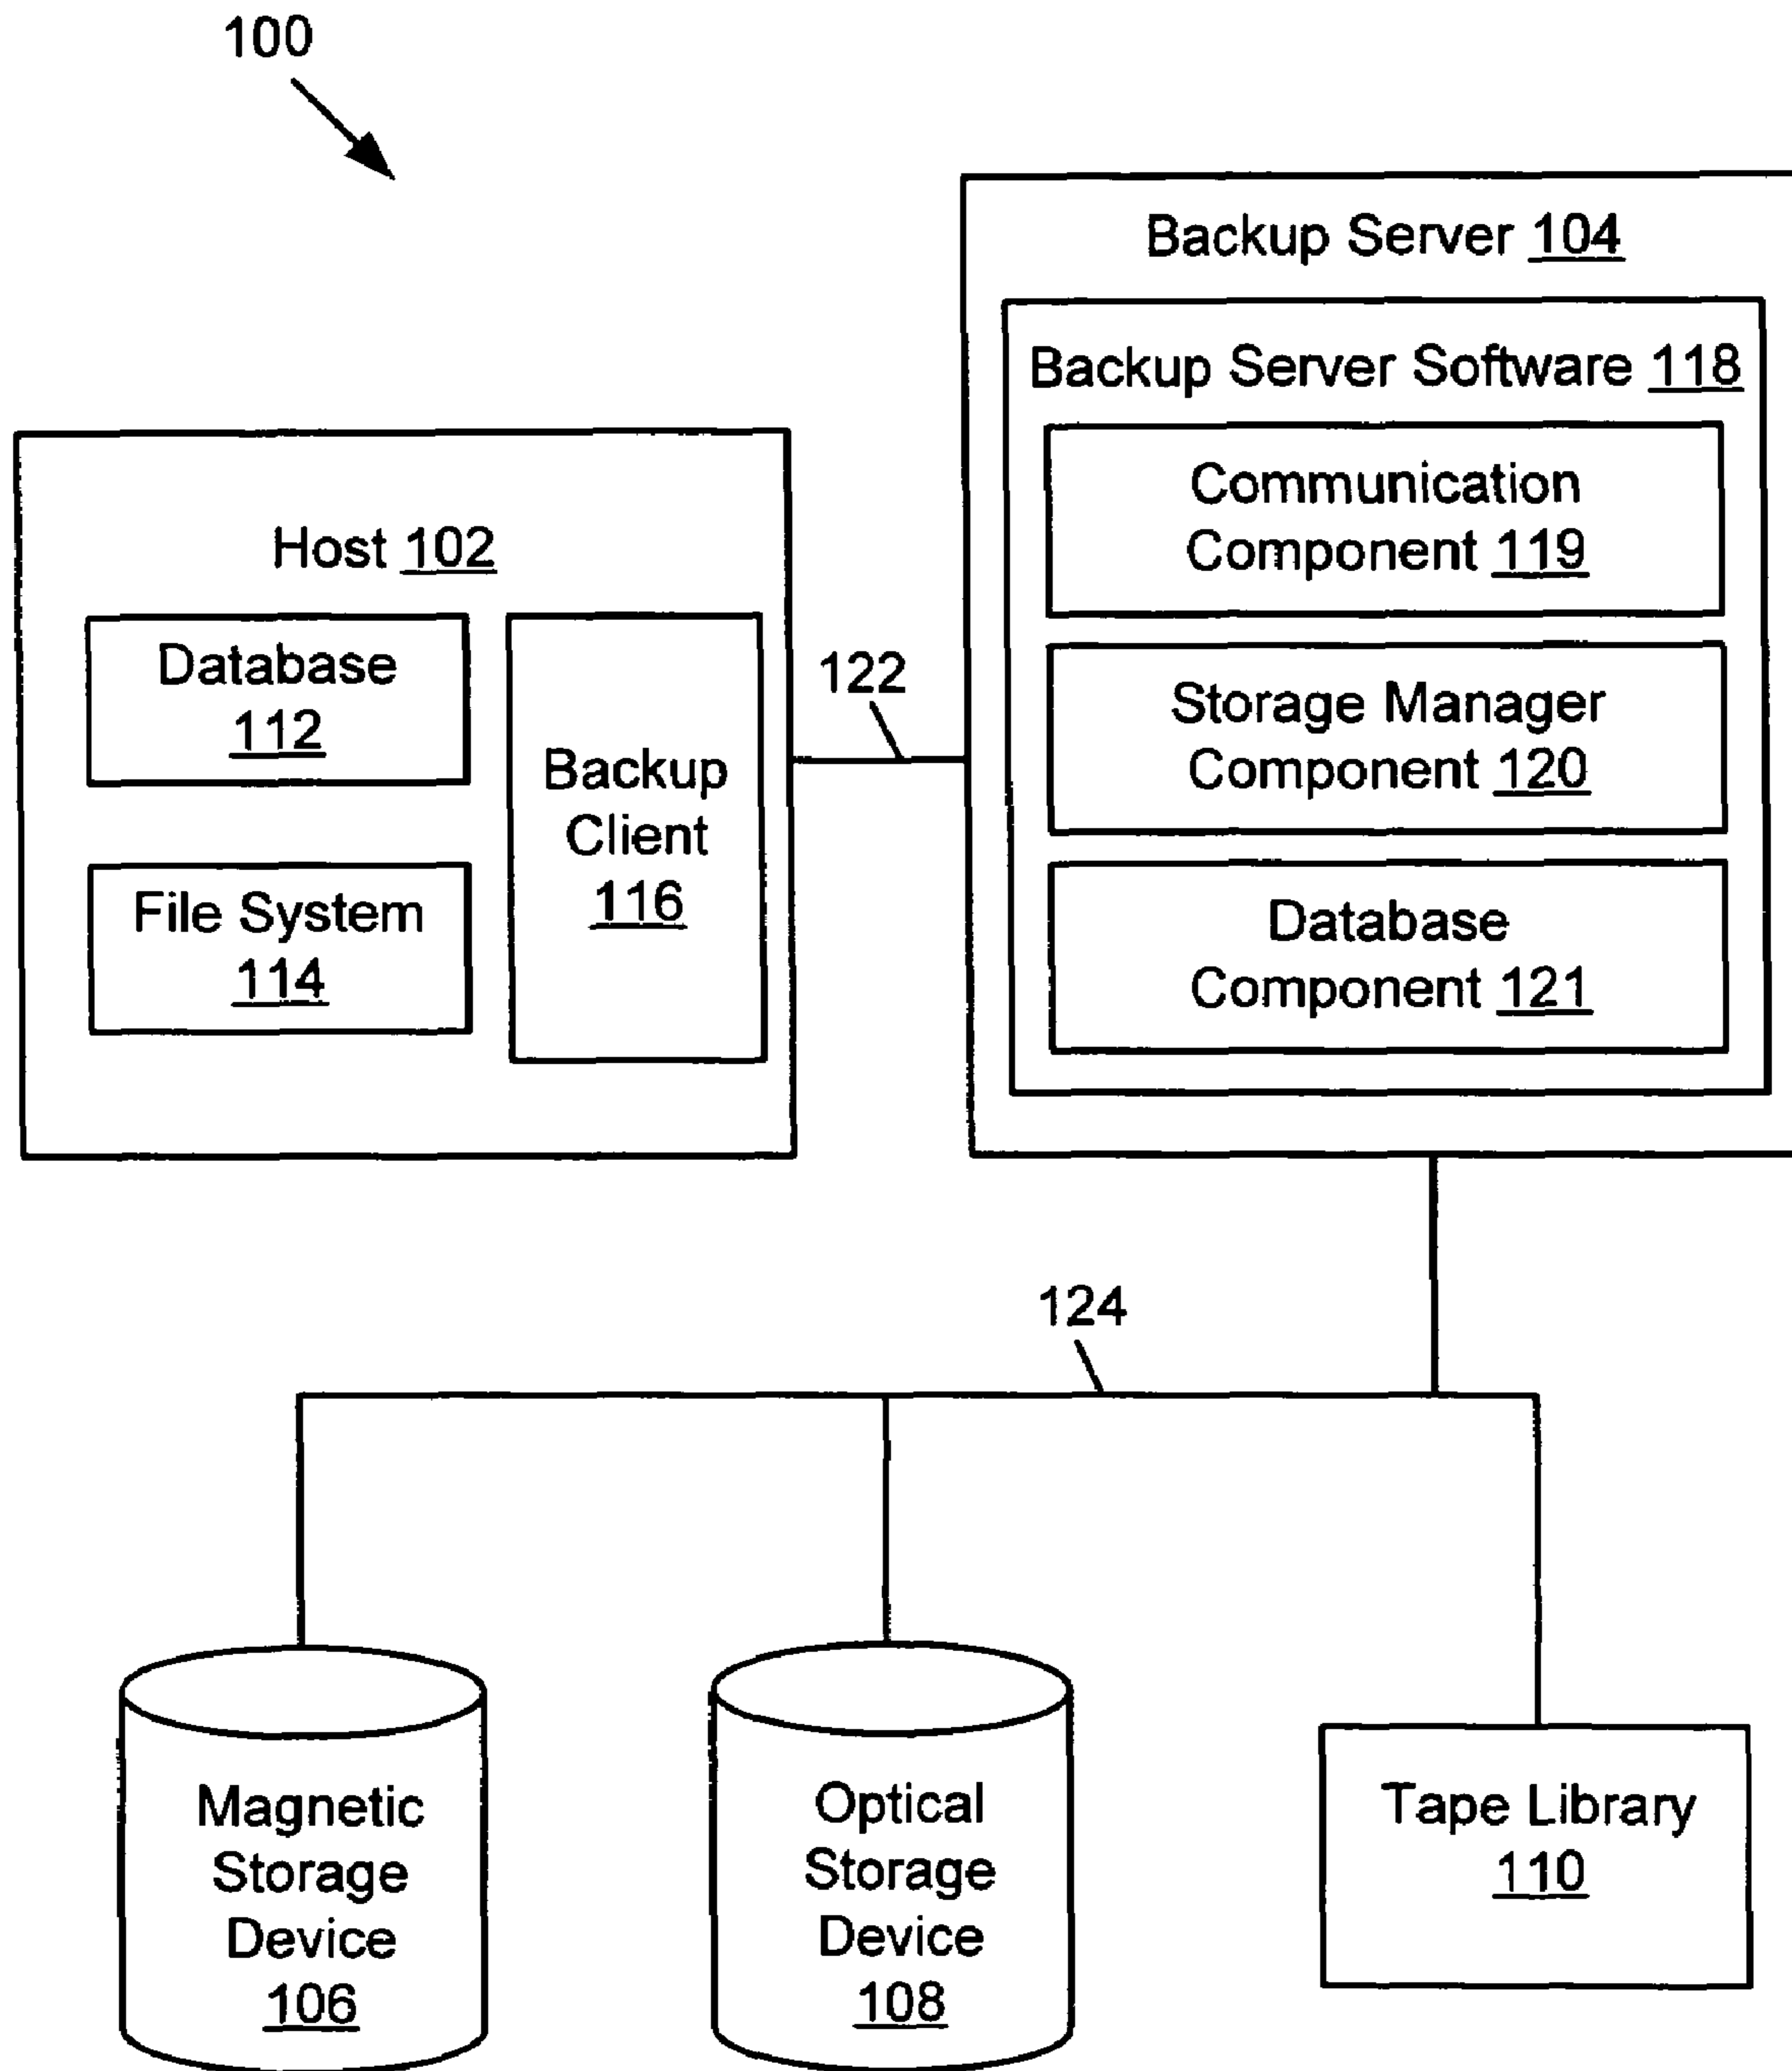 100
Backup Server 104
Backup Server Software 118
Communication
Component 119
Storage Manager
Component 120
Database
Component 121
Host 102
Database
112
File System
114
Backup
Client
116
122
124
Magnetic
Storage
Device
106
Optical
Storage
Device
108
Tape Library
110